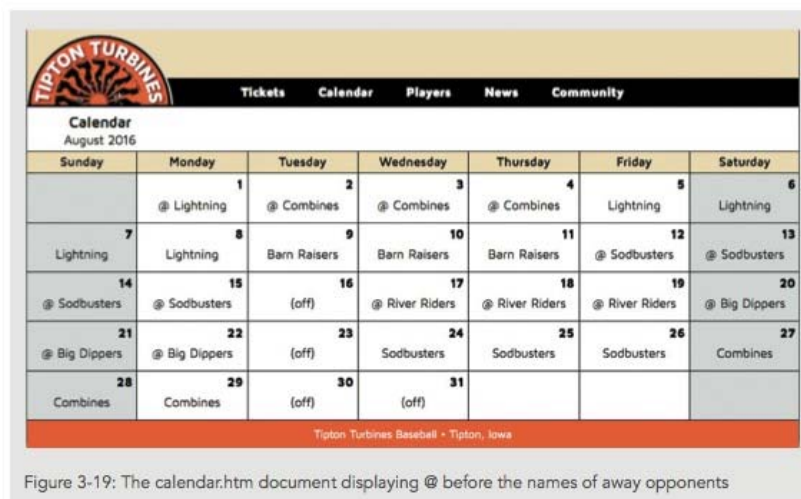 TIPTON TURBINES
Tickets Calendar Players News Community
Calendar
August 2016
Sunday Monday Tuesday Wednesday Thursday Friday Saturday
1 2 3 4 5 6
@ Lightning @ Combines @ Combines @ Combines Lightning Lightning
7 8 9 10 11 12 13
Lightning Lightning Barn Raisers Barn Raisers Barn Raisers @ Sodbusters @ Sodbusters
14 15 16 17 18 19 20
@ Sodbusters @ Sodbusters (off) @ River Riders @ River Riders @ River Riders @ Big Dippers
21 22 23 24 25 26 27
@ Big Dippers @ Big Dippers (off) Sodbusters Sodbusters Sodbusters Combines
28 29 30 31
Combines Combines (off) (off)
Tipton Turbines Baseball • Tipton, Iowa
Figure 3-19: The calendar.htm document displaying @ before the names of away opponents